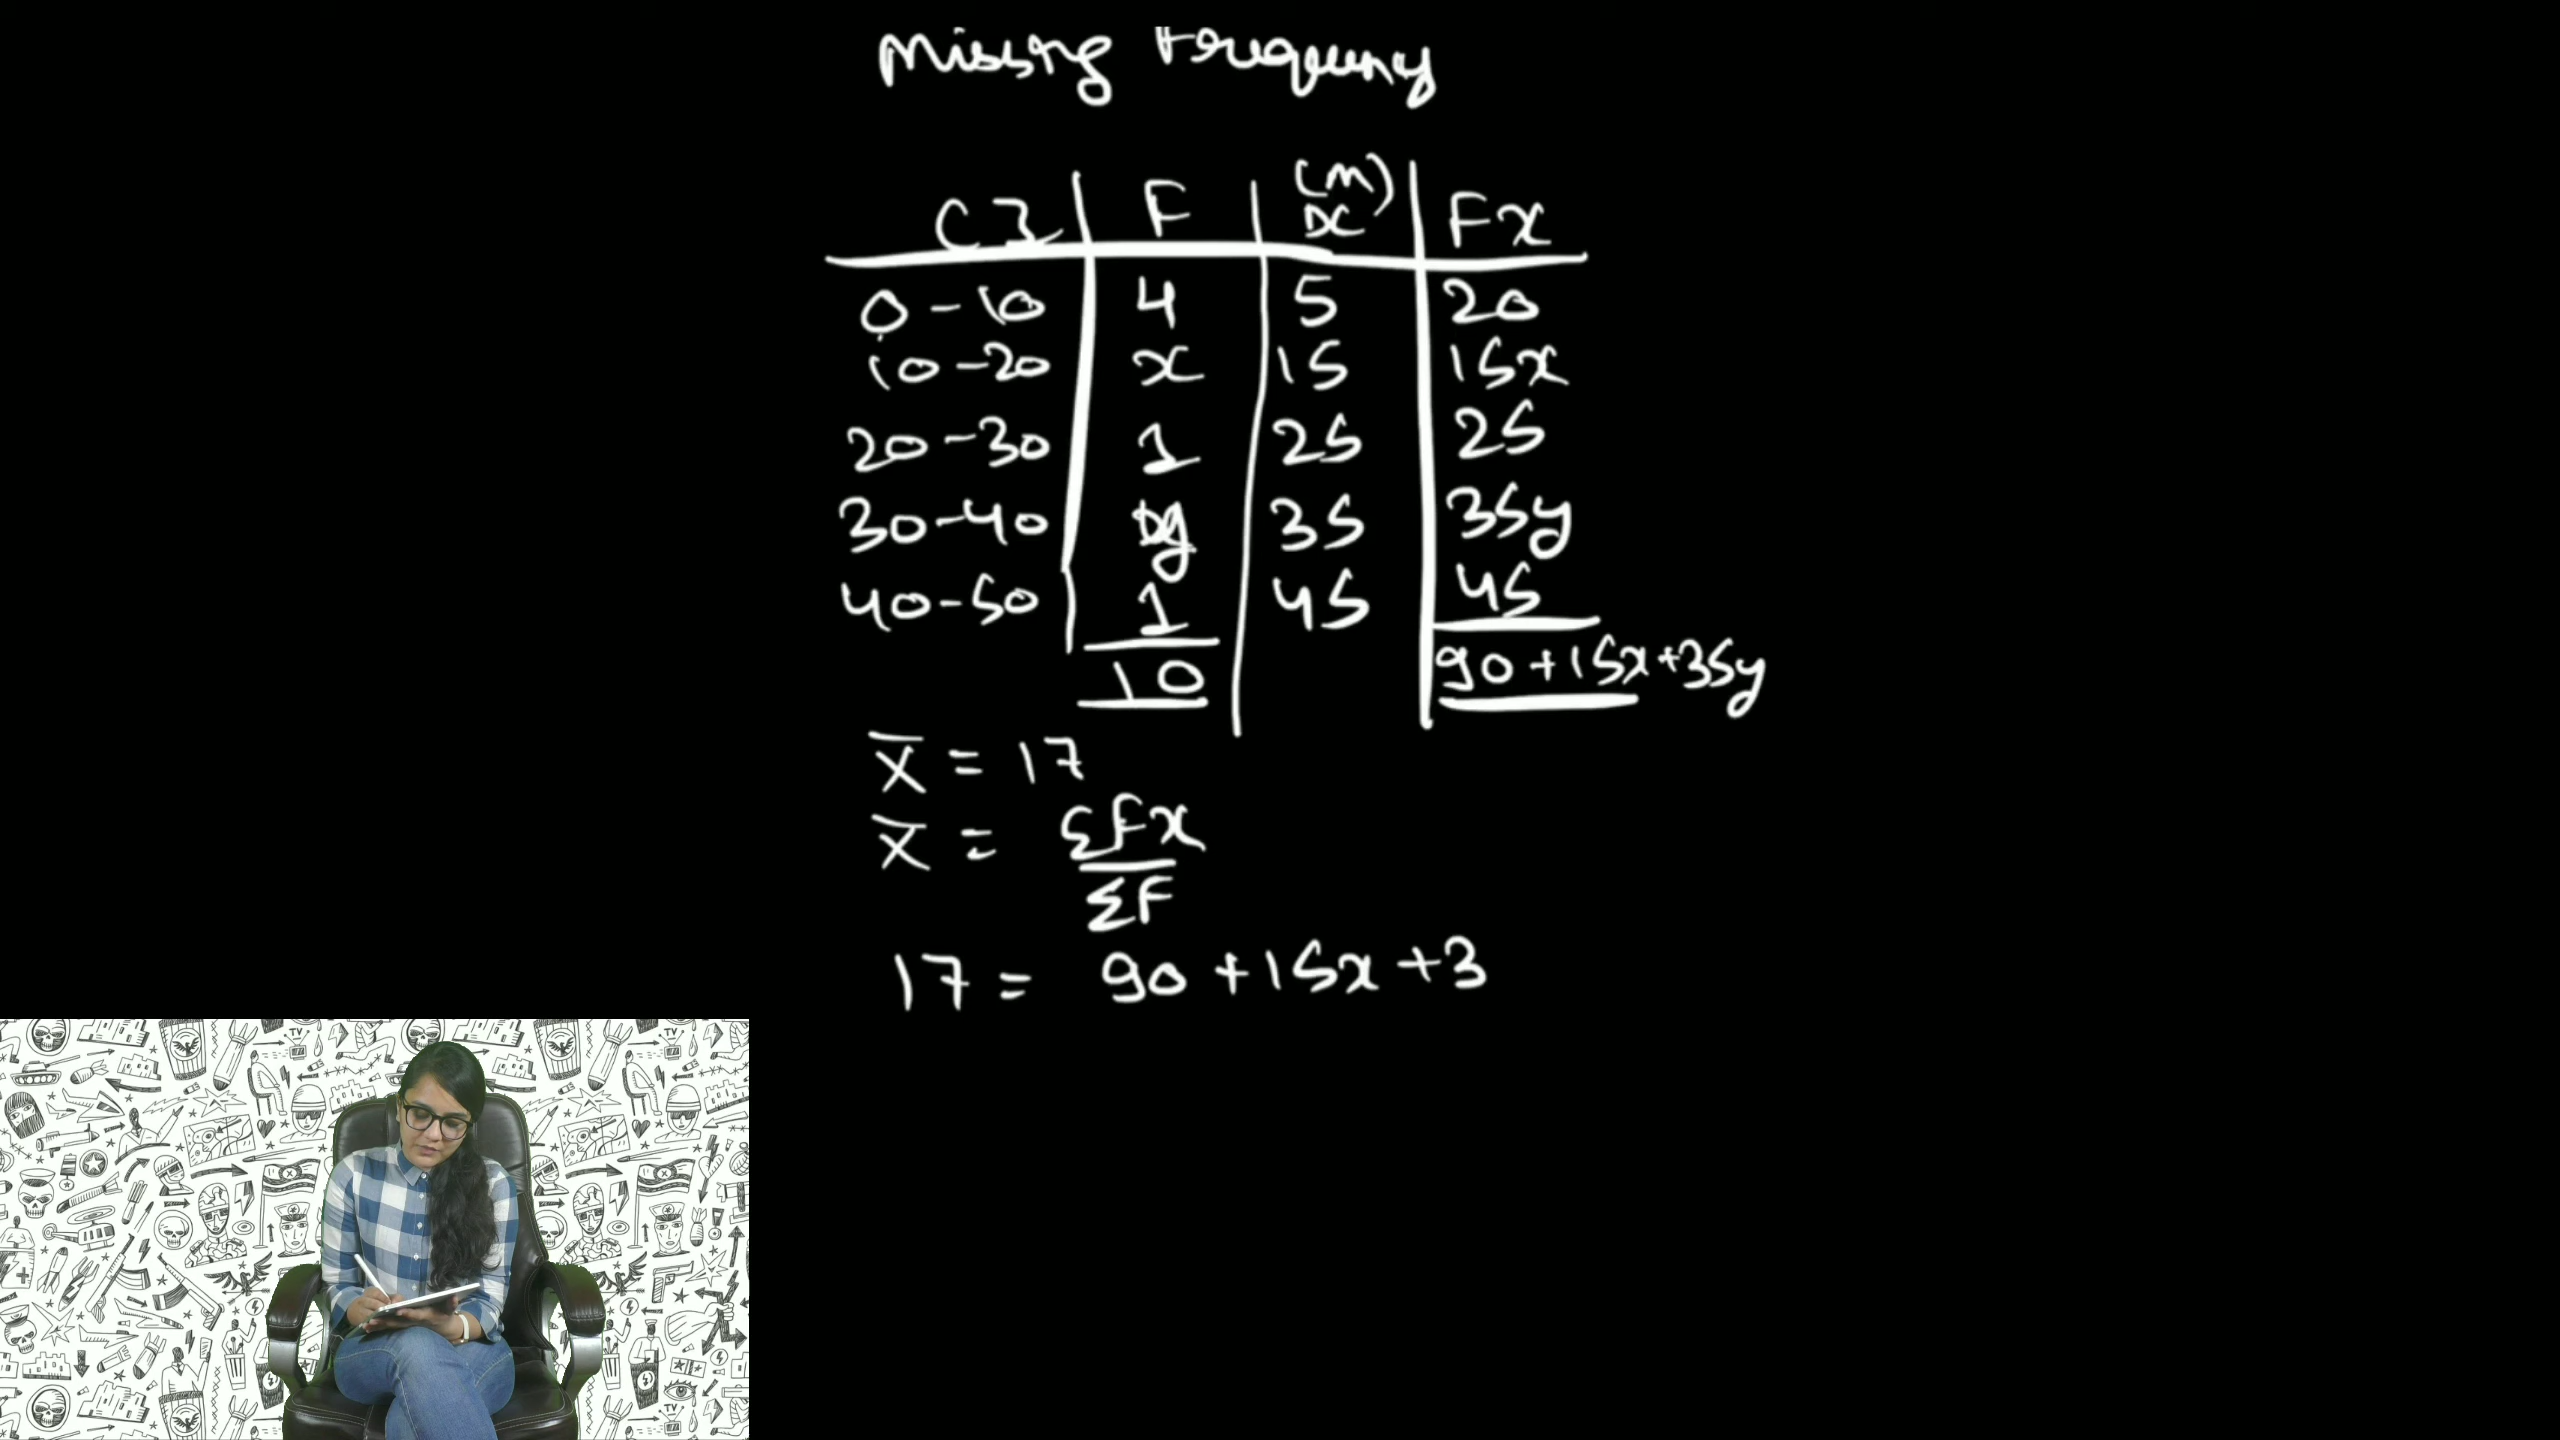 Missing Frequency
CI F (m) x Fx
0-10 4 5 20
10-20 x 15 15x
20-30 1 25 25
30-40 y 35 35y
40-50 1 45 45
10 90+15x+35y
X̄ = 17
X̄ = ΣFx
ΣF
17 = 90+15x+3